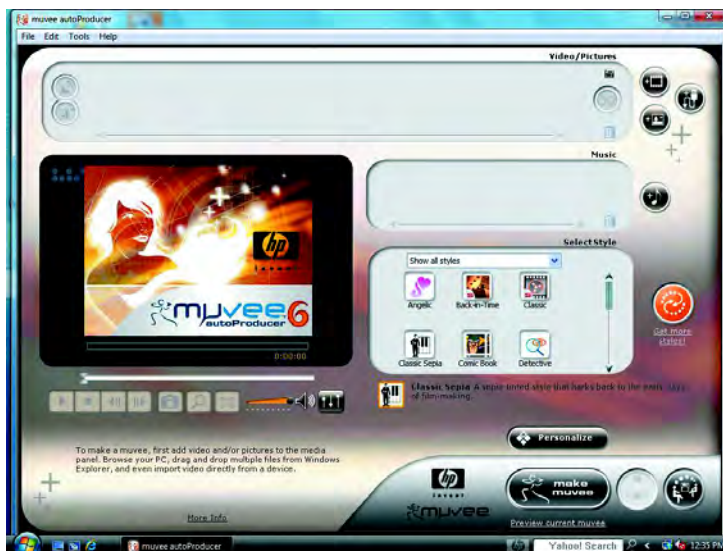 muvee autoProducer
File Edit Tools Help
Video/Pictures
Music
Select Style
Show all styles
Angelic
Back-in-Time
Classic
Classic Sepia
Comic Book
Detective
Get more
styles!
hp
invent
muvee 6
autoProducer
0:00:00
Classic Sepia A sepia-tinted style that harks back to the early days
of film-making.
Personalize
To make a muvee, first add video and/or pictures to the media
panel. Browse your PC, drag and drop multiple files from Windows
Explorer, and even import video directly from a device.
More Info
hp
invent
muvee
make
muvee
Preview current muvee
muvee autoProducer
hp
Yahoo! Search
12:35 PM